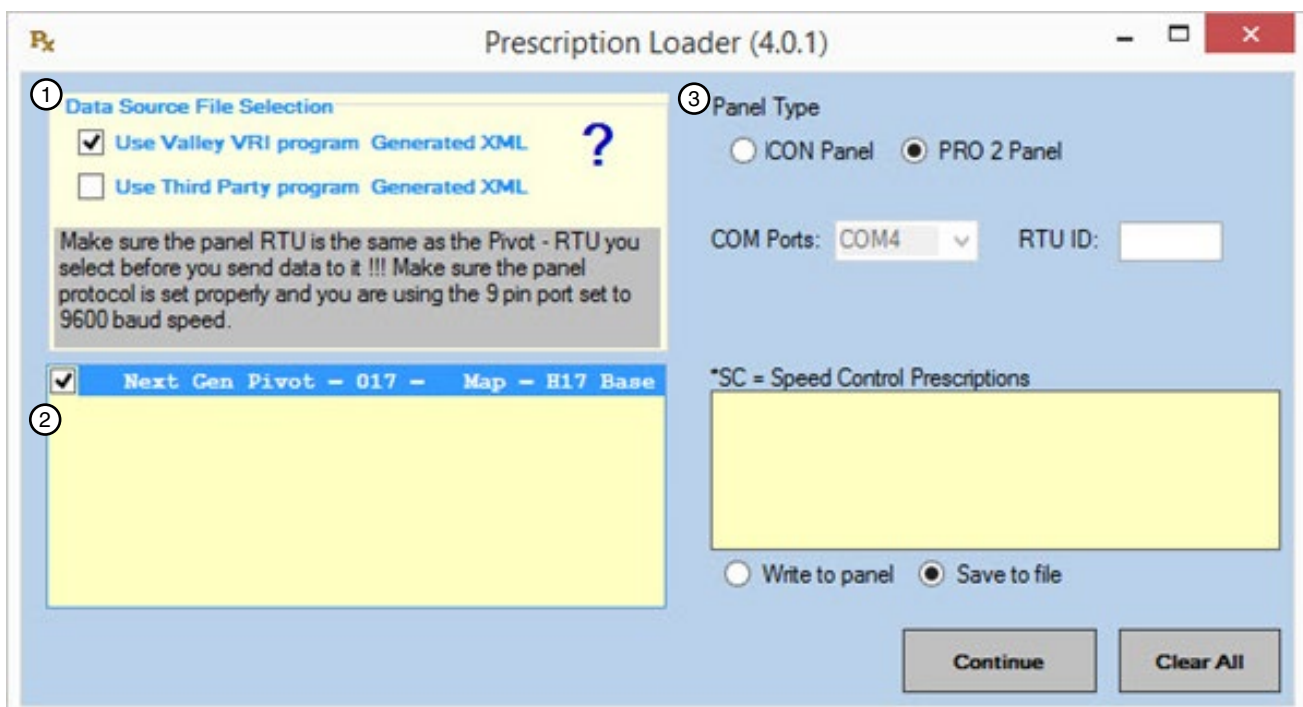 Rx Prescription Loader (4.0.1)
1 Data Source File Selection
Use Valley VRI program Generated XML ?
Use Third Party program Generated XML
Make sure the panel RTU is the same as the Pivot - RTU you
select before you send data to it !!! Make sure the panel
protocol is set properly and you are using the 9 pin port set to
9600 baud speed.
Next Gen Pivot - 017 - Map - H17 Base
2
3 Panel Type
ICON Panel PRO 2 Panel
COM Ports: COM4 RTU ID:
*SC = Speed Control Prescriptions
Write to panel Save to file
Continue Clear All